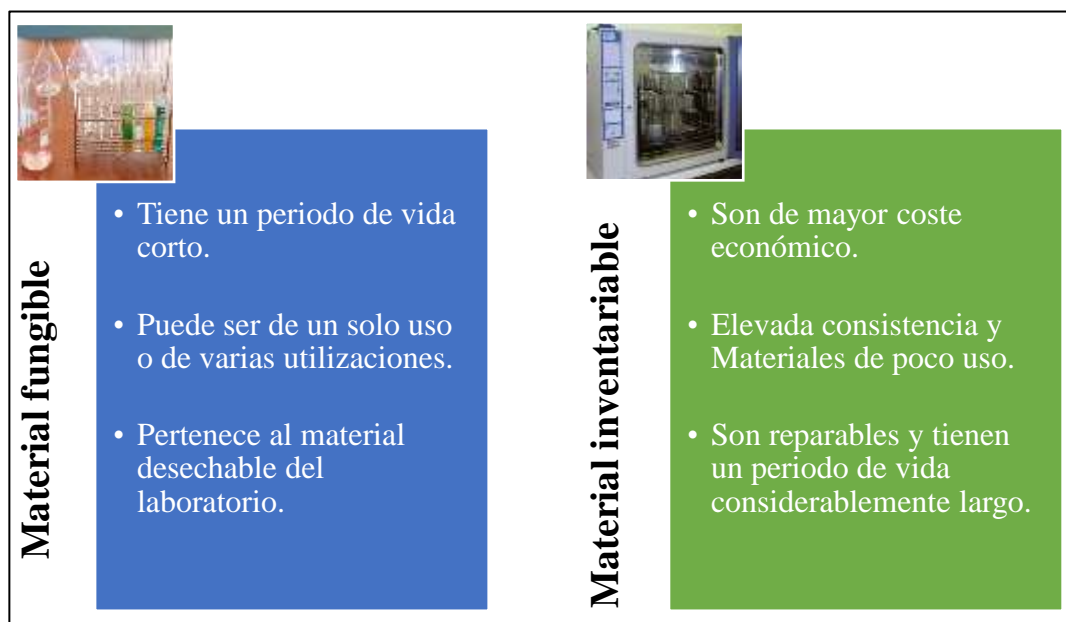 Material fungible
• Tiene un periodo de vida
corto.
• Puede ser de un solo uso
o de varias utilizaciones.
• Pertenece al material
desechable del
laboratorio.
Material inventariable
• Son de mayor coste
económico.
• Elevada consistencia y
Materiales de poco uso.
• Son reparables y tienen
un periodo de vida
considerablemente largo.